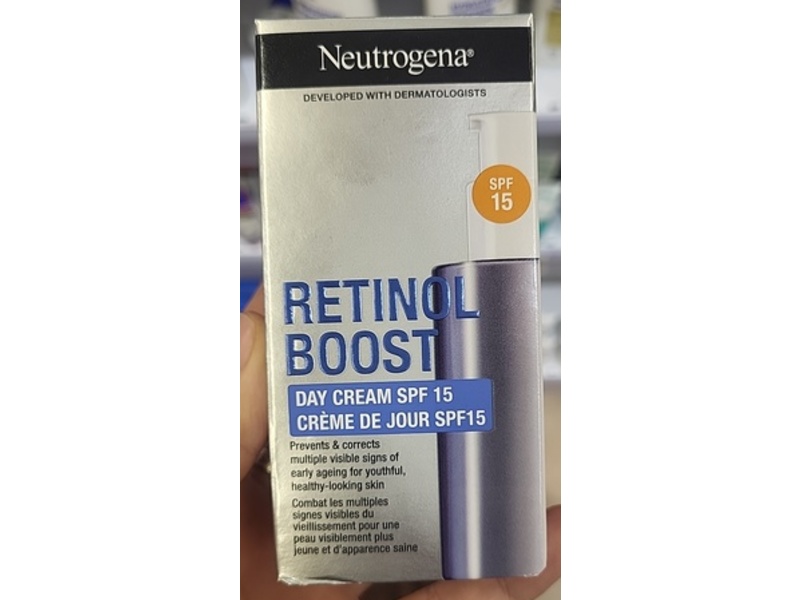 Neutrogena®
DEVELOPED WITH DERMATOLOGISTS
SPF
15
RETINOL
BOOST
DAY CREAM SPF 15
CRÈME DE JOUR SPF15
Prevents & corrects
multiple visible signs of
early ageing for youthful,
healthy-looking skin
Combat les multiples
signes visibles du
vieillissement pour une
peau visiblement plus
jeune et d'apparence saine